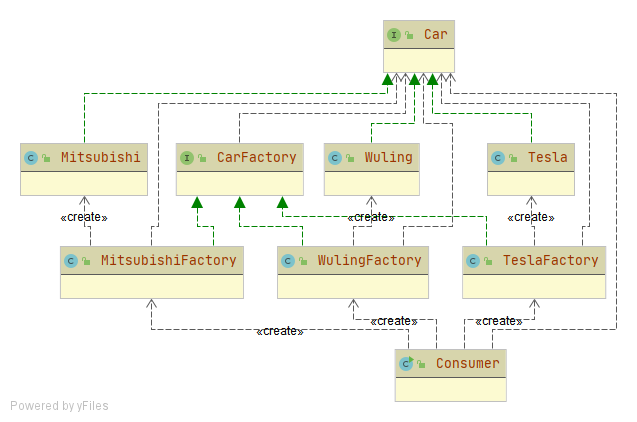 I Car
C Mitsubishi
I CarFactory
C Wuling
C Tesla
«create»
«create»
«create»
C MitsubishiFactory
C WulingFactory
C TeslaFactory
«create»
«create»
«create»
C Consumer
Powered by yFiles